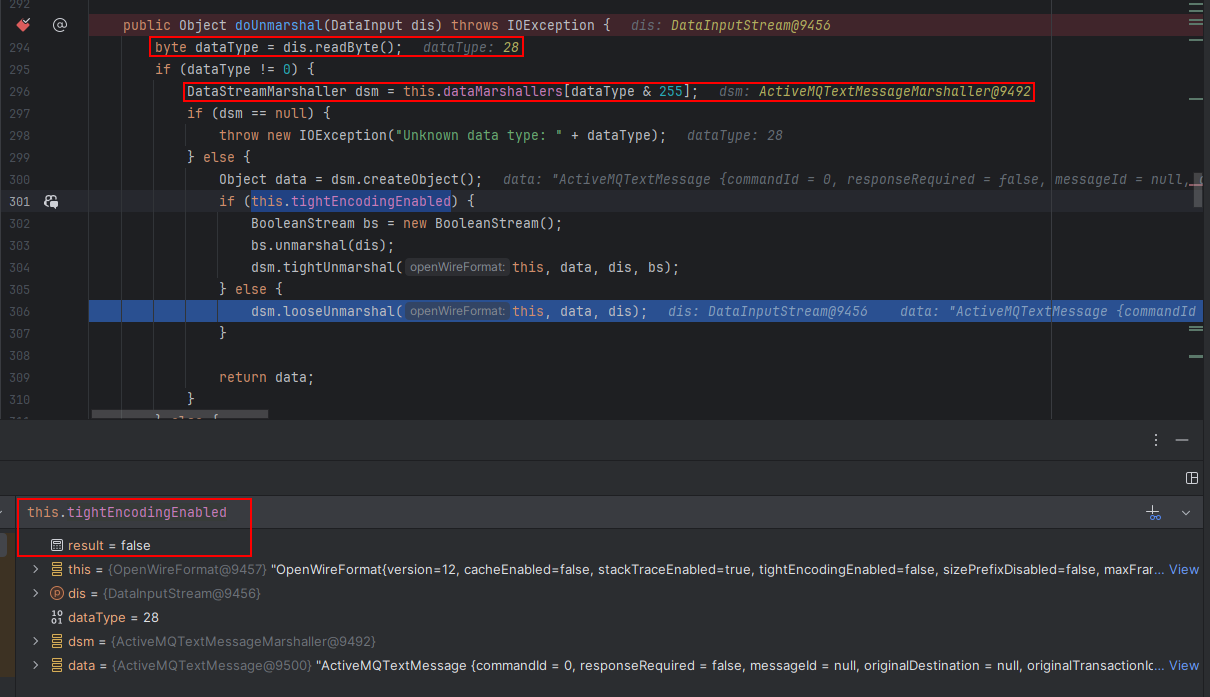 292
public Object doUnmarshal(DataInput dis) throws IOException {   dis: DataInputStream@9456
294 byte dataType = dis.readByte();   dataType: 28
295 if (dataType != 0) {
296 DataStreamMarshaller dsm = this.dataMarshallers[dataType & 255];   dsm: ActiveMQTextMessageMarshaller@9492
297 if (dsm == null) {
298 throw new IOException("Unknown data type: " + dataType);   dataType: 28
299 } else {
300 Object data = dsm.createObject();   data: "ActiveMQTextMessage {commandId = 0, responseRequired = false, messageId = null,
301 if (this.tightEncodingEnabled) {
302 BooleanStream bs = new BooleanStream();
303 bs.unmarshal(dis);
304 dsm.tightUnmarshal( openWireFormat: this, data, dis, bs);
305 } else {
306 dsm.looseUnmarshal( openWireFormat: this, data, dis);   dis: DataInputStream@9456   data: "ActiveMQTextMessage {commandId
307 }
308
309 return data;
310 }
} else {
this.tightEncodingEnabled
result = false
this = {OpenWireFormat@9457} "OpenWireFormat{version=12, cacheEnabled=false, stackTraceEnabled=true, tightEncodingEnabled=false, sizePrefixDisabled=false, maxFrar... View
dis = {DataInputStream@9456}
dataType = 28
dsm = {ActiveMQTextMessageMarshaller@9492}
data = {ActiveMQTextMessage@9500} "ActiveMQTextMessage {commandId = 0, responseRequired = false, messageId = null, originalDestination = null, originalTransactionIc... View